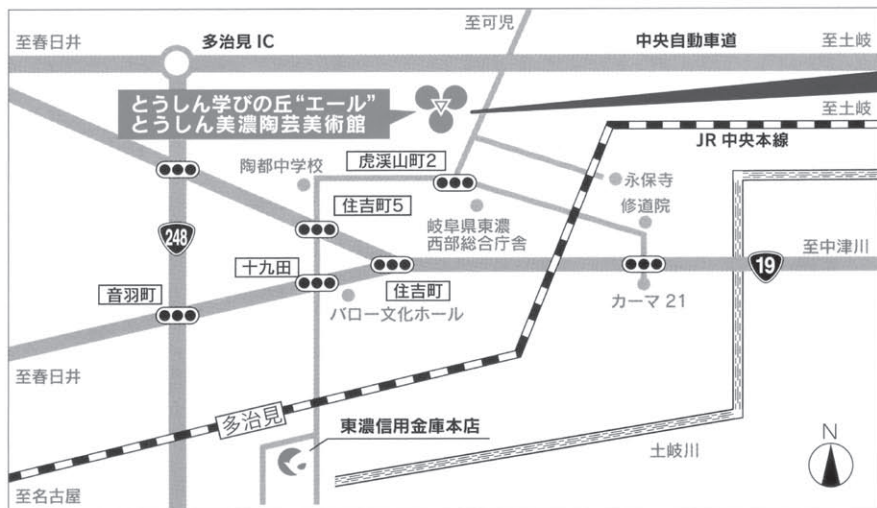 至可児
至春日井
多治見 IC
中央自動車道
至土岐
とうしん学びの丘“エール”
とうしん美濃陶芸美術館
至土岐
JR 中央本線
虎渓山町2
陶都中学校
永保寺
修道院
住吉町5
岐阜県東濃
西部総合庁舎
248
至中津川
19
十九田
住吉町
音羽町
バロー文化ホール
カーマ 21
至春日井
多治見
東濃信用金庫本店
土岐川
N
至名古屋